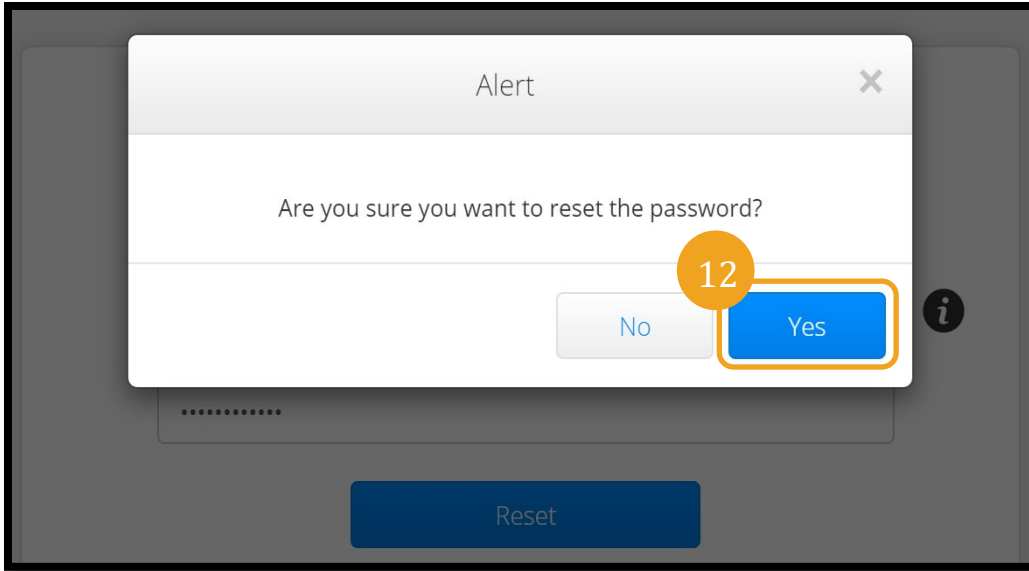 Alert
×
Are you sure you want to reset the password?
12
No
Yes
i
••••••••••••
Reset